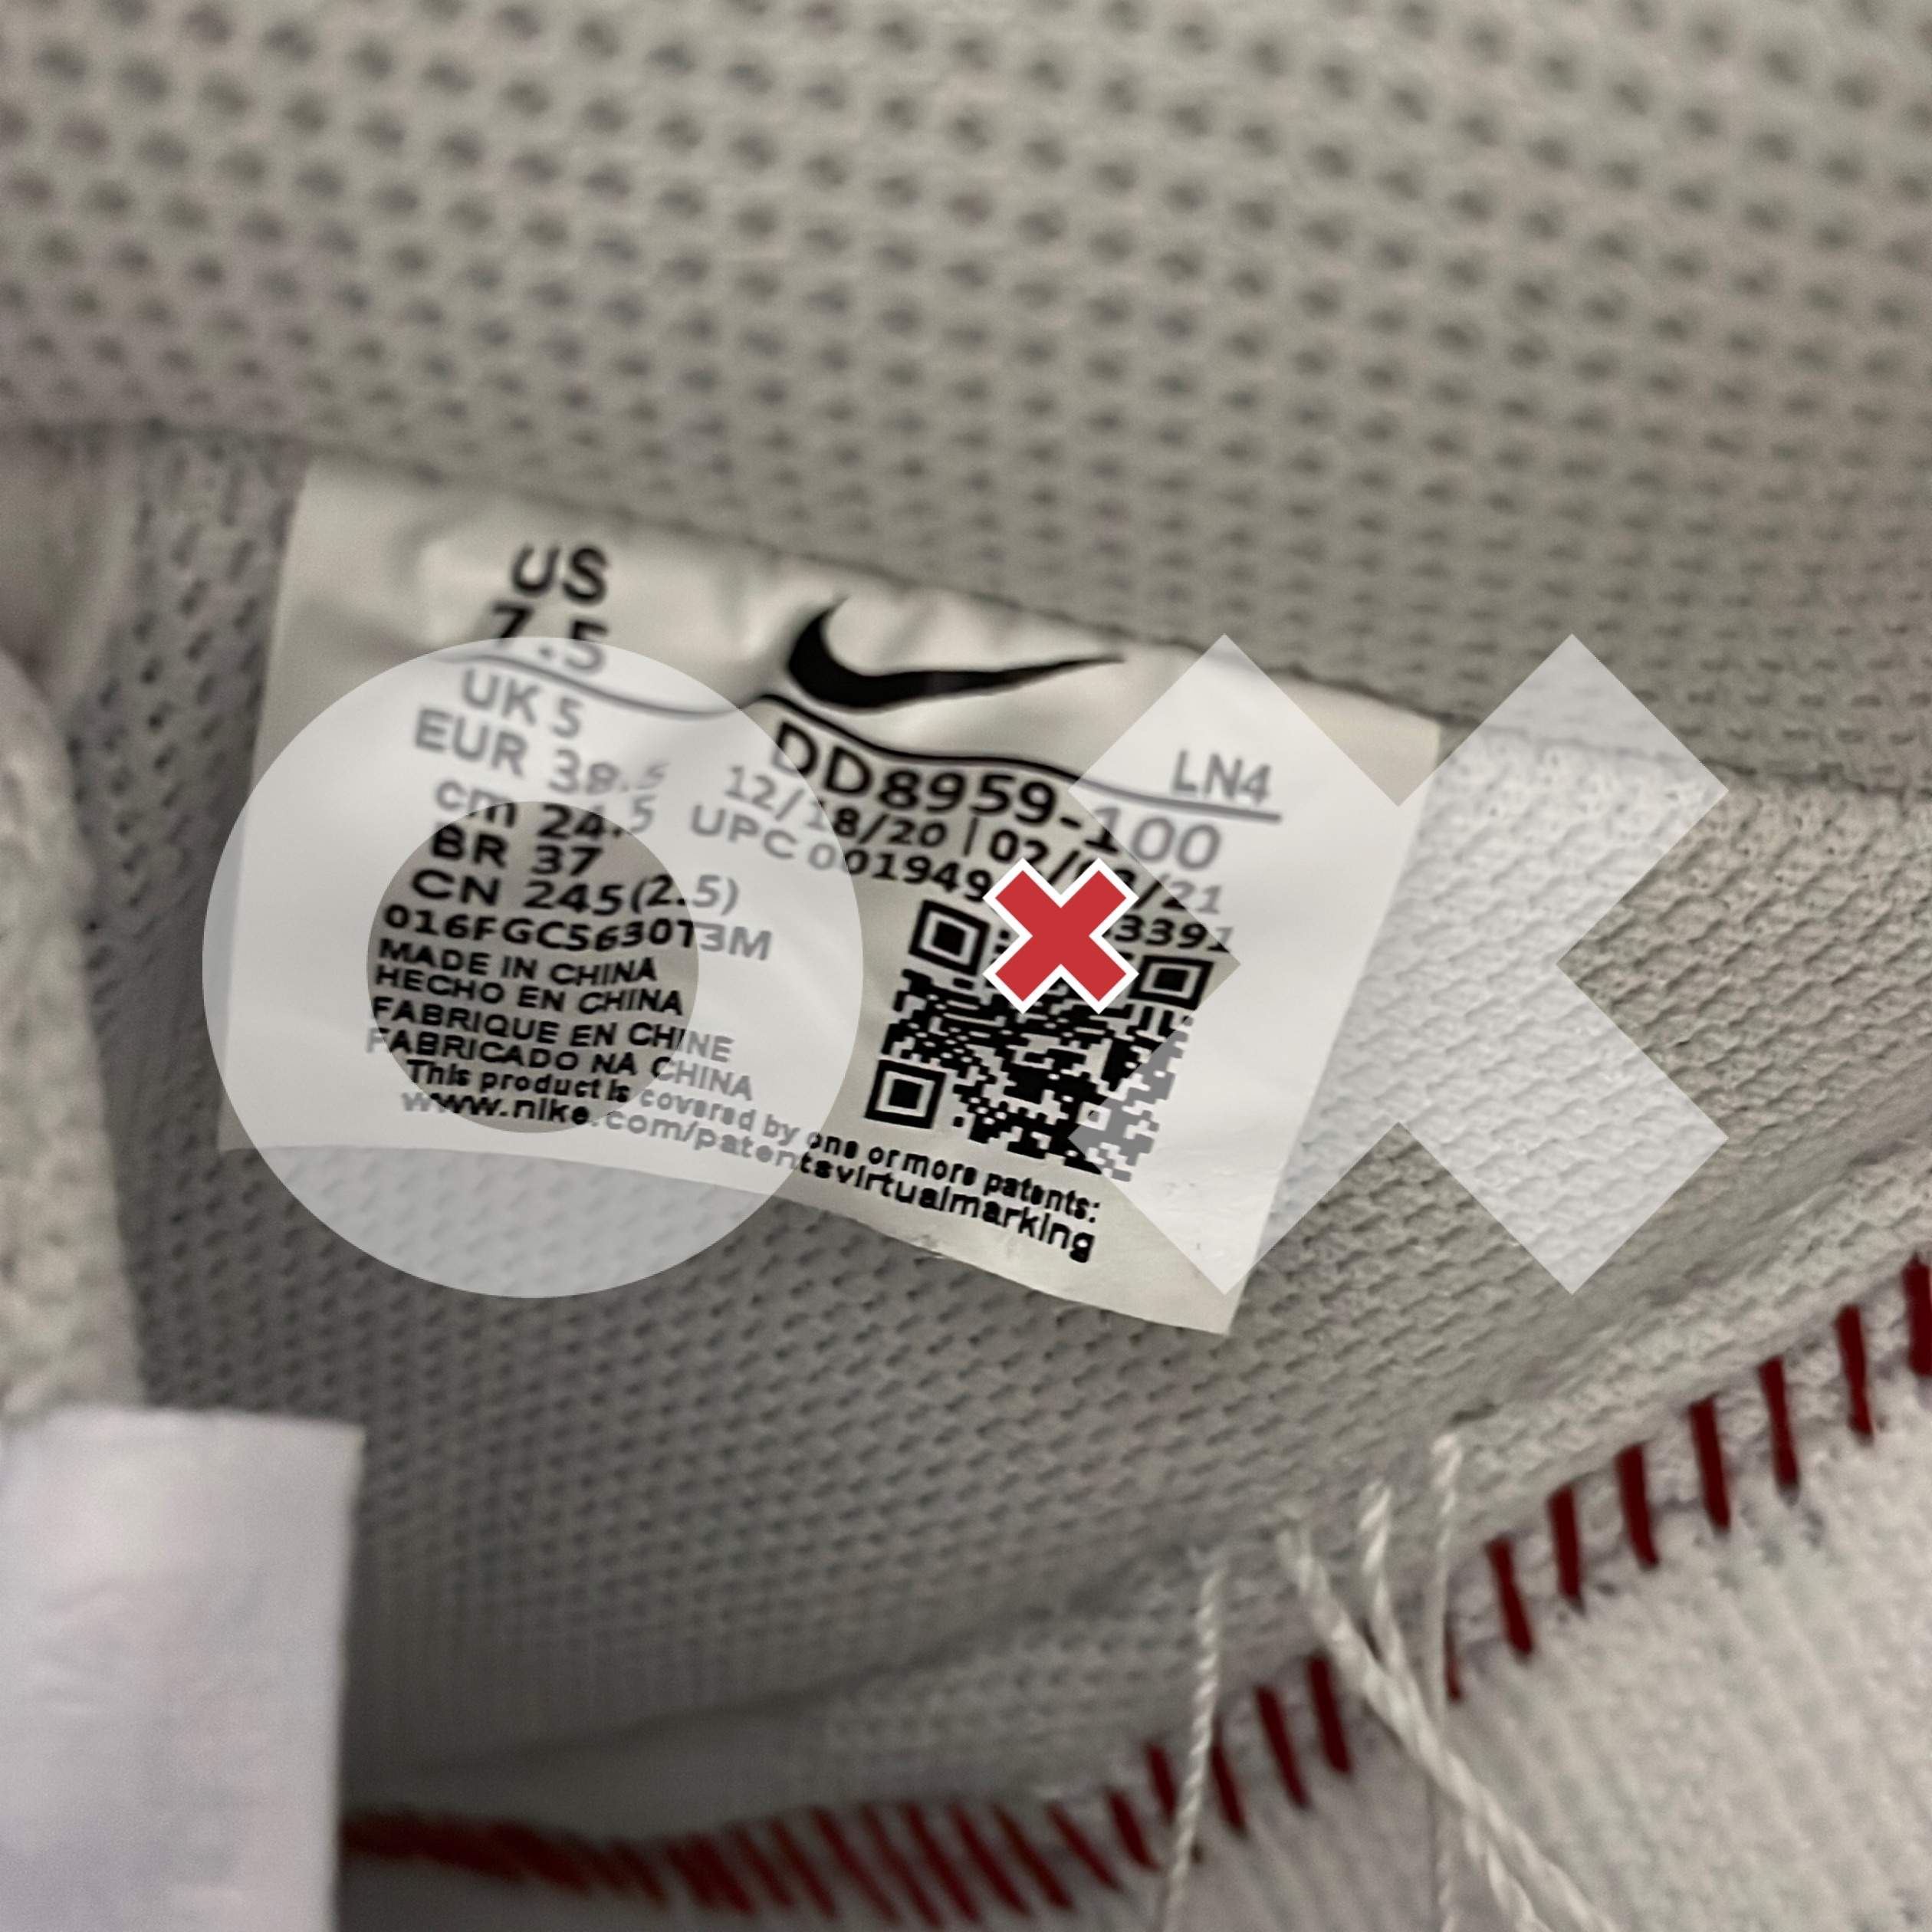 US
7.5
UK 5
EUR 38.5
cm 24.5
BR 37
CN 245(2.5)
016FGC5630T3M
MADE IN CHINA
HECHO EN CHINA
FABRIQUE EN CHINE
FABRICADO NA CHINA
This product is covered by one or more patents:
www.nike.com/patentsvirtualmarking
LN4
DD8959-100
12/18/20 |
UPC